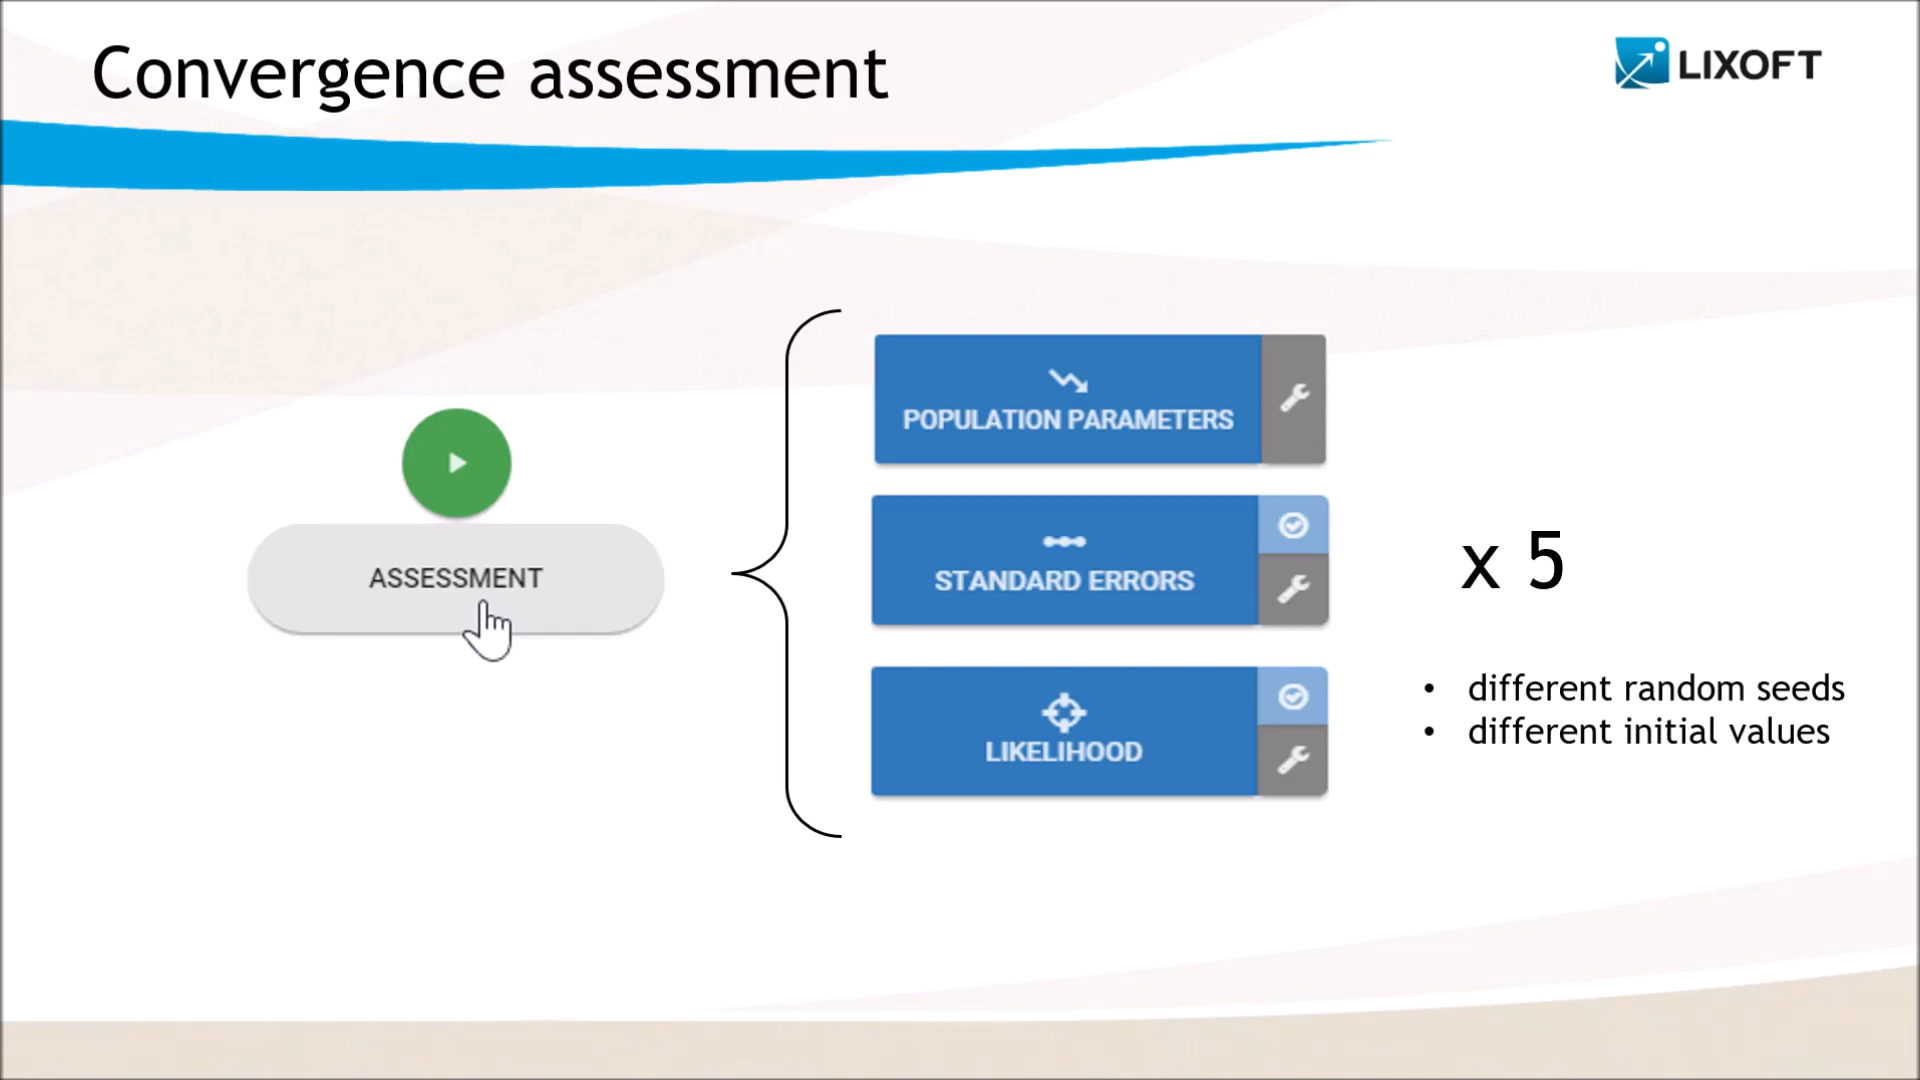 Convergence assessment
LIXOFT
POPULATION PARAMETERS
ASSESSMENT
STANDARD ERRORS
LIKELIHOOD
x 5
• different random seeds
• different initial values